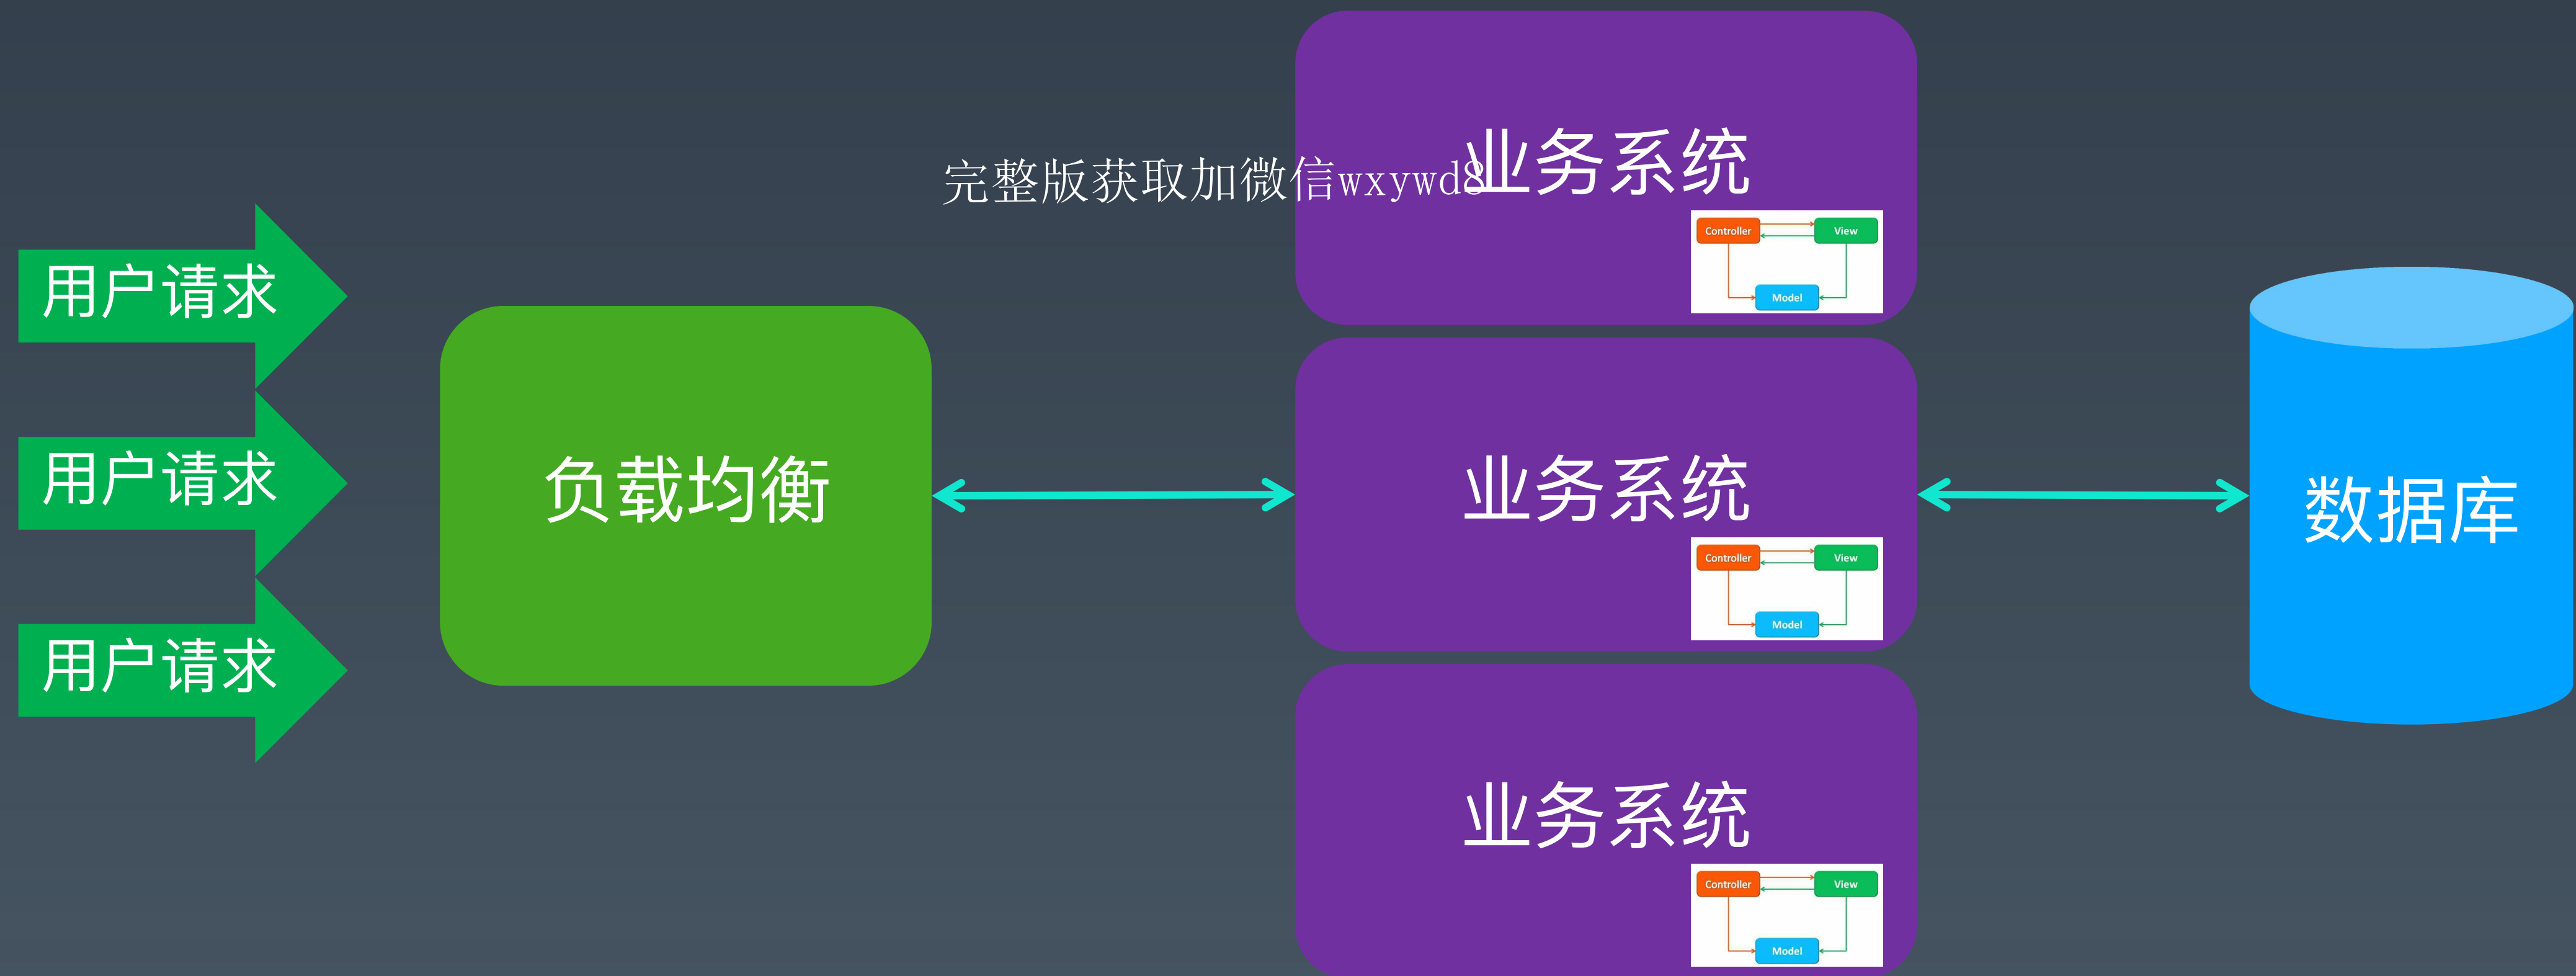 用户请求
用户请求
用户请求
负载均衡
完整版获取加微信wxywd8
业务系统
Controller
View
Model
业务系统
Controller
View
Model
业务系统
Controller
View
Model
数据库